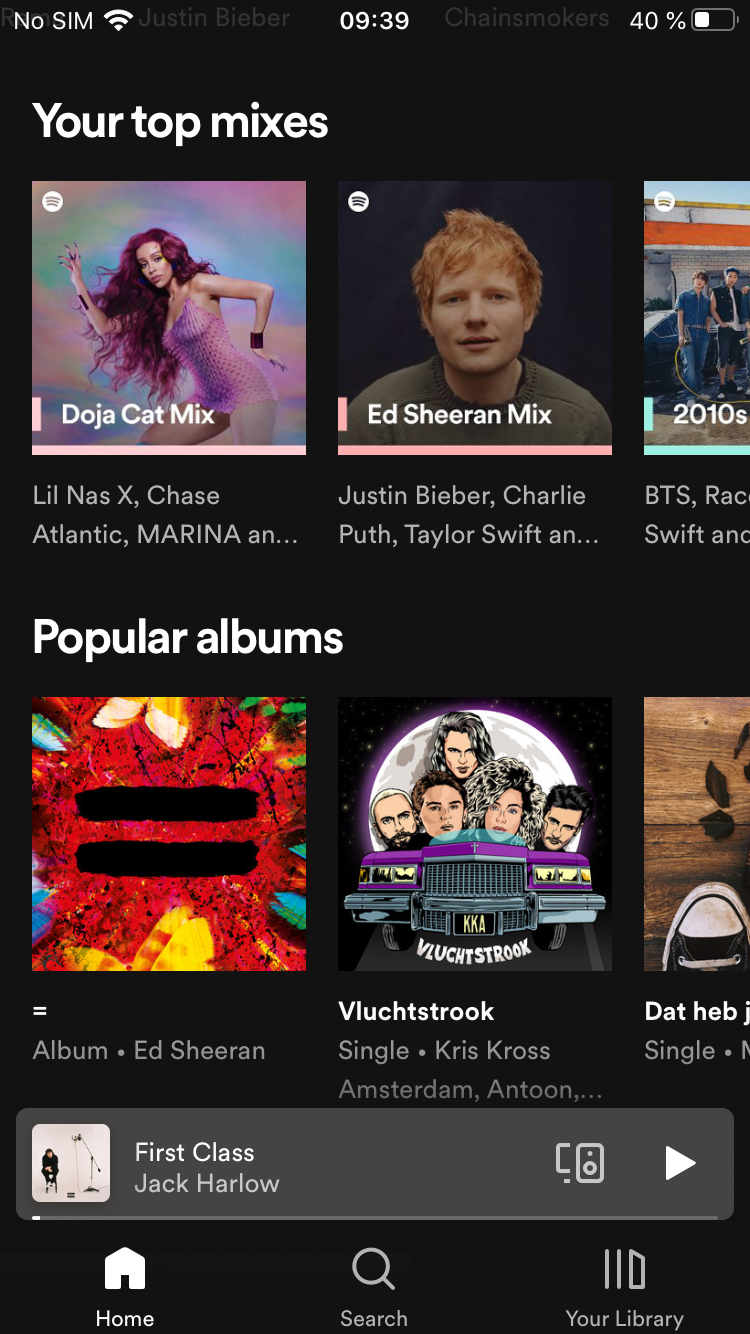 No SIM Justin Bieber 09:39 Chainsmokers 40 %
Your top mixes
Doja Cat Mix
Ed Sheeran Mix
2010s
Lil Nas X, Chase
Atlantic, MARINA an...
Justin Bieber, Charlie
Puth, Taylor Swift an...
BTS, Rac
Swift and
Popular albums
KKA
VLUCHTSTROOK
=
Album • Ed Sheeran
Vluchtstrook
Single • Kris Kross
Amsterdam, Antoon,...
Dat heb j
Single •
First Class
Jack Harlow
Home
Search
Your Library